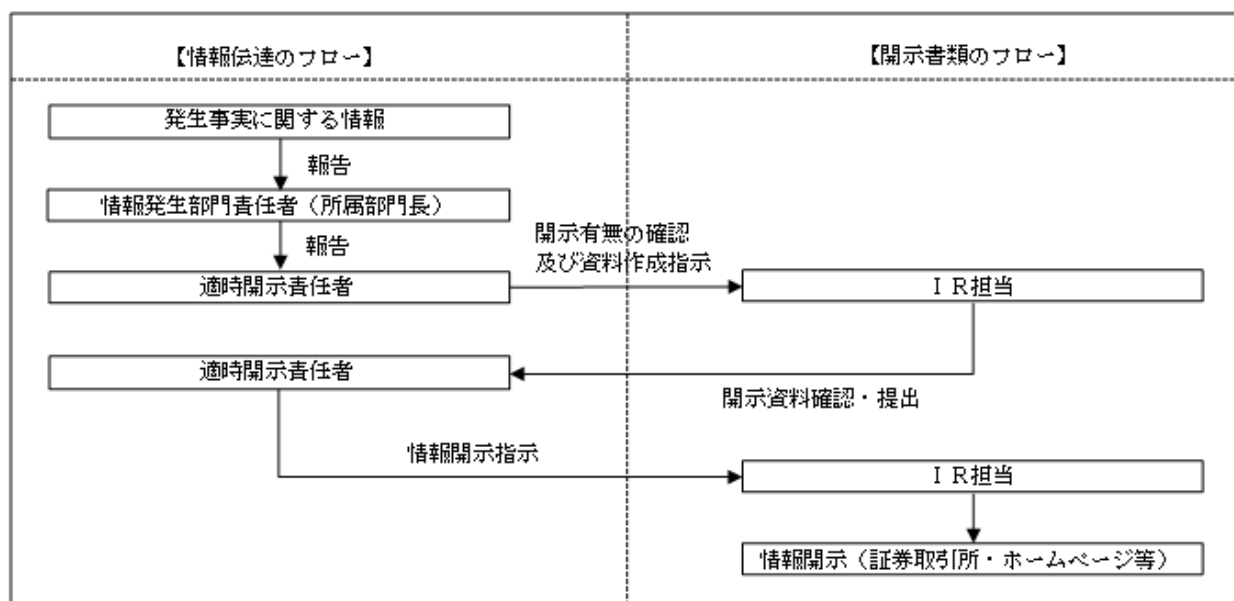 【情報伝達のフロー】
【開示書類のフロー】
発生事実に関する情報
報告
情報発生部門責任者（所属部門長）
報告
開示有無の確認
及び資料作成指示
適時開示責任者
ＩＲ担当
適時開示責任者
開示資料確認・提出
情報開示指示
ＩＲ担当
情報開示（証券取引所・ホームページ等）